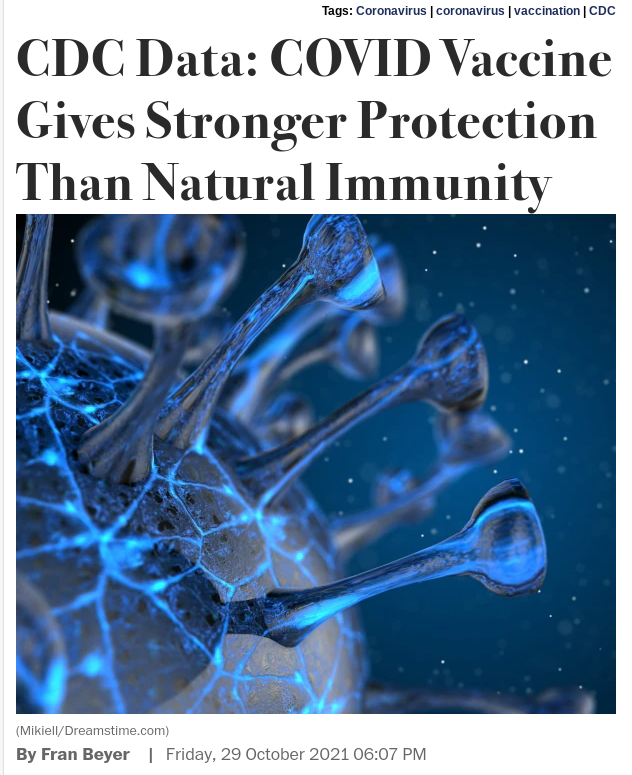 Tags: Coronavirus | coronavirus | vaccination | CDC
CDC Data: COVID Vaccine
Gives Stronger Protection
Than Natural Immunity
(Mikiell/Dreamstime.com)
By Fran Beyer | Friday, 29 October 2021 06:07 PM